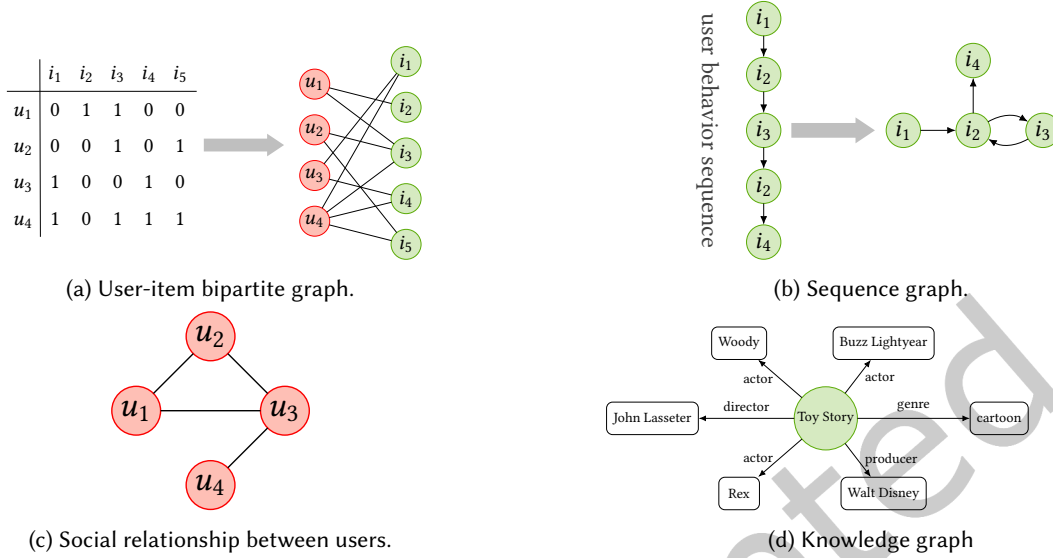 i1 i2 i3 i4 i5
u1 0 1 1 0 0
u2 0 0 1 0 1
u3 1 0 0 1 0
u4 1 0 1 1 1
u1
u2
u3
u4
i1
i2
i3
i4
i5
(a) User-item bipartite graph.
user behavior sequence
i1
i2
i3
i2
i4
i4
i1 i2 i3
(b) Sequence graph.
u2
u1 u3
u4
(c) Social relationship between users.
Woody Buzz Lightyear
actor actor
John Lasseter director Toy Story genre cartoon
actor producer
Rex Walt Disney
(d) Knowledge graph